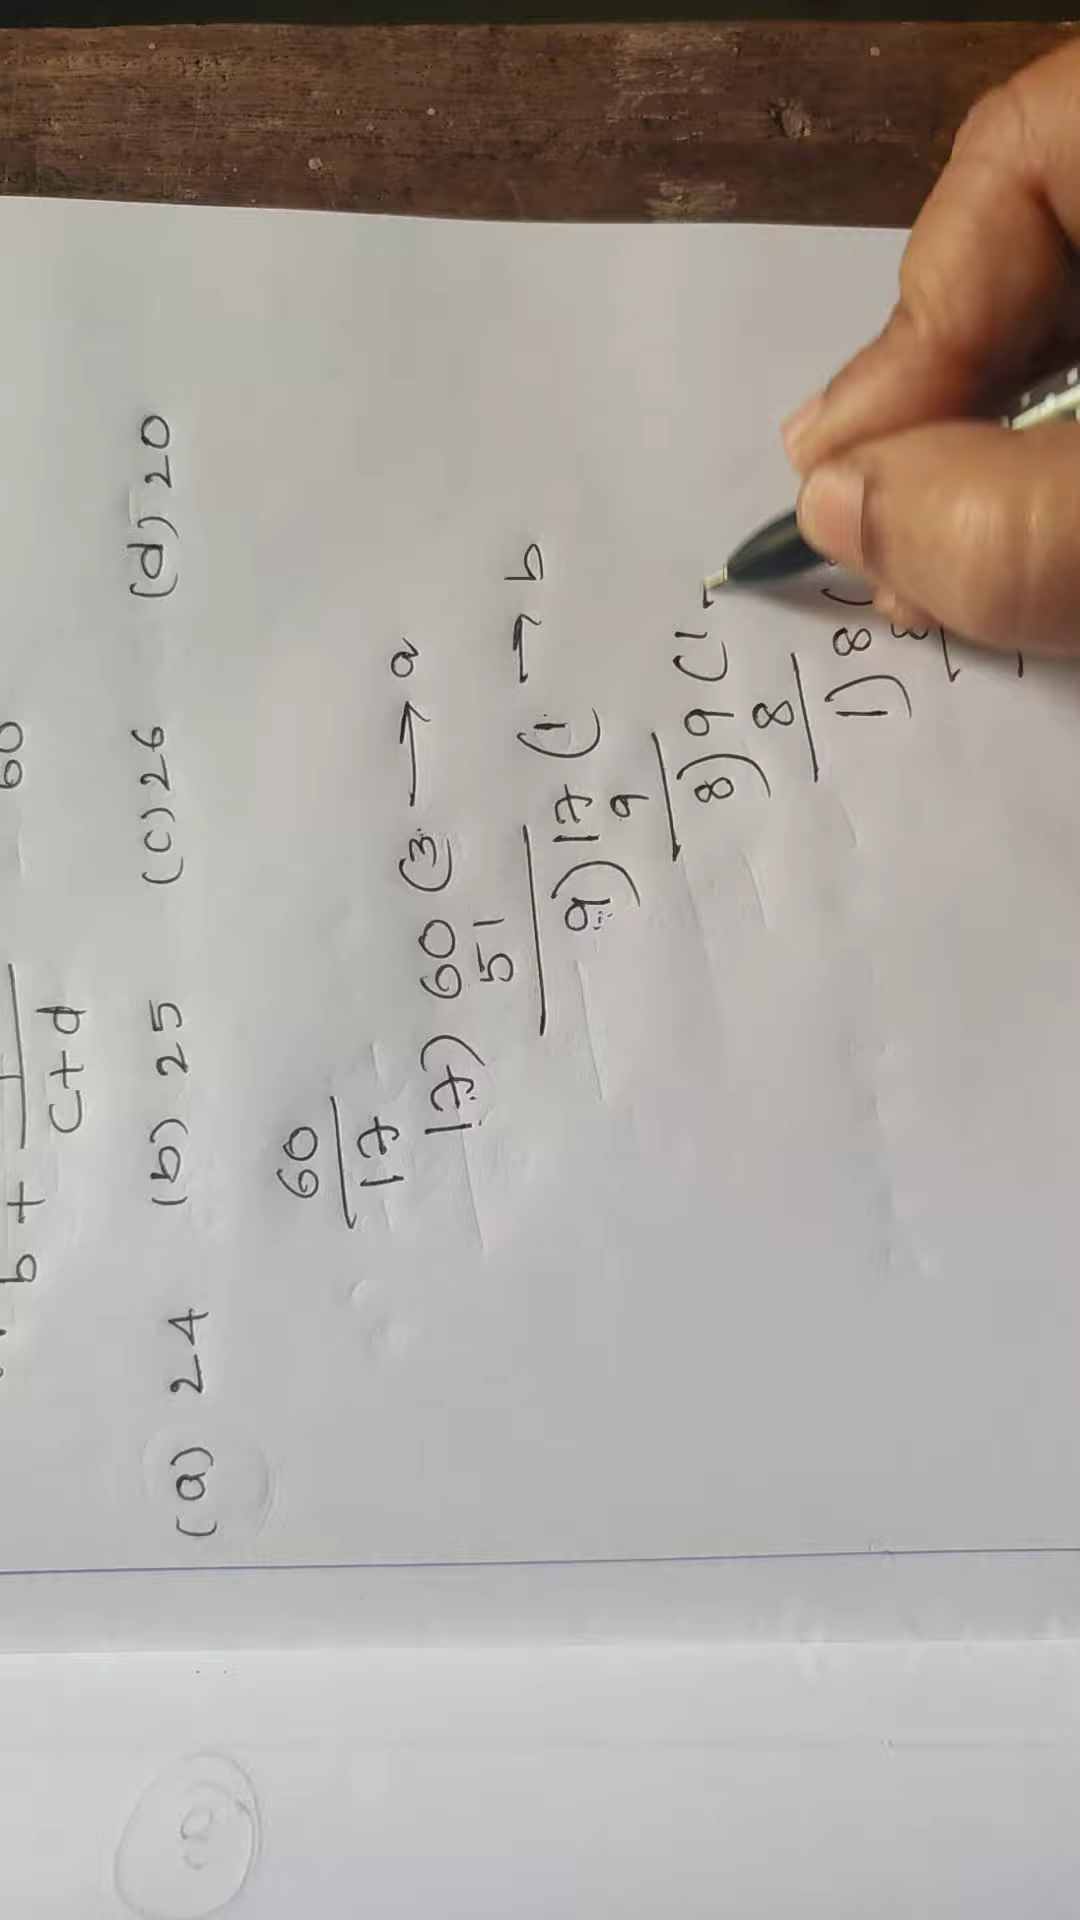 60
b + 1
c+d
(a) 24 (b) 25 (c) 26 (d) 20
60
17
17) 60 (3 → a
51
9) 17 (1 → b
9
8) 9 (1 -
8
1) 8 (
8